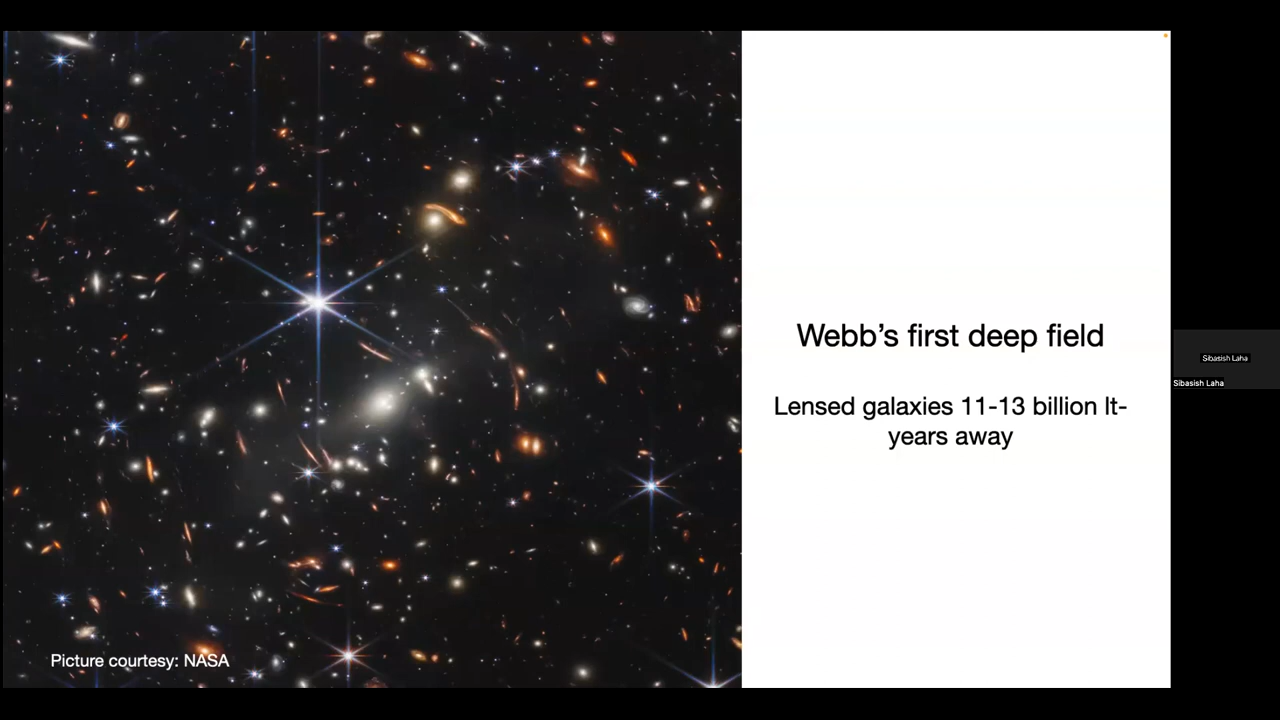 Webb’s first deep field
Lensed galaxies 11-13 billion lt-
years away
Picture courtesy: NASA
Sibasish Laha
Sibasish Laha